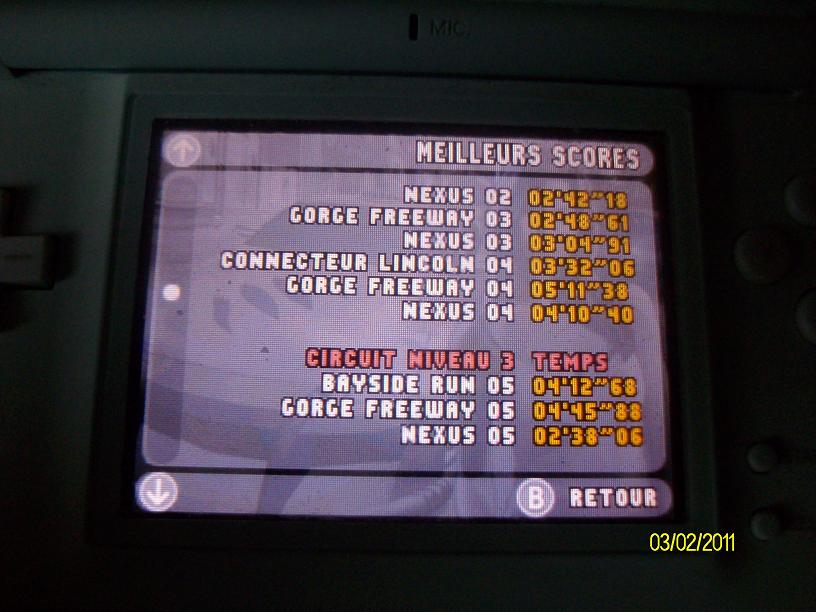 MIC.
MEILLEURS SCORES
NEXUS 02 02'42"18
GORGE FREEWAY 03 02'48"61
NEXUS 03 03'04"91
CONNECTEUR LINCOLN 04 03'32"06
GORGE FREEWAY 04 05'11"38
NEXUS 04 04'10"40
CIRCUIT NIVEAU 3 TEMPS
BAYSIDE RUN 05 04'12"68
GORGE FREEWAY 05 04'45"88
NEXUS 05 02'38"06
B RETOUR
03/02/2011